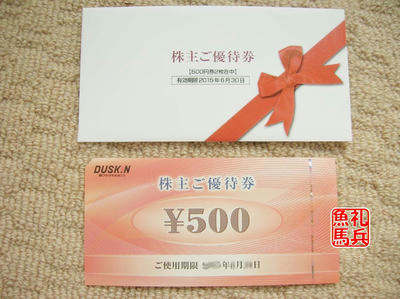 株主ご優待券
【500円券2枚在中】
有効期限2015年6月30日
DUSKIN
株主ご優待券
¥500
ご使用期限 年 月 日
魚礼
馬兵